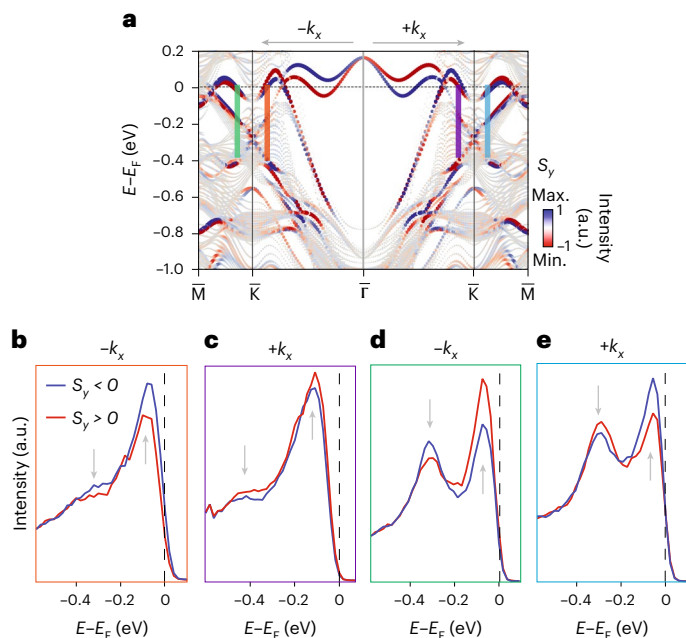 a
−kx +kx
0.2
0
−0.2
−0.4
−0.6
−0.8
−1.0
E−EF (eV)
M̅ K̅ Γ̅ K̅ M̅
Sy
Max.
1
−1
Min.
Intensity
(a.u.)
b c d e
−kx +kx −kx +kx
Sy < 0
Sy > 0
Intensity (a.u.)
−0.4 −0.2 0 −0.4 −0.2 0 −0.4 −0.2 0 −0.4 −0.2 0
E−EF (eV) E−EF (eV) E−EF (eV) E−EF (eV)